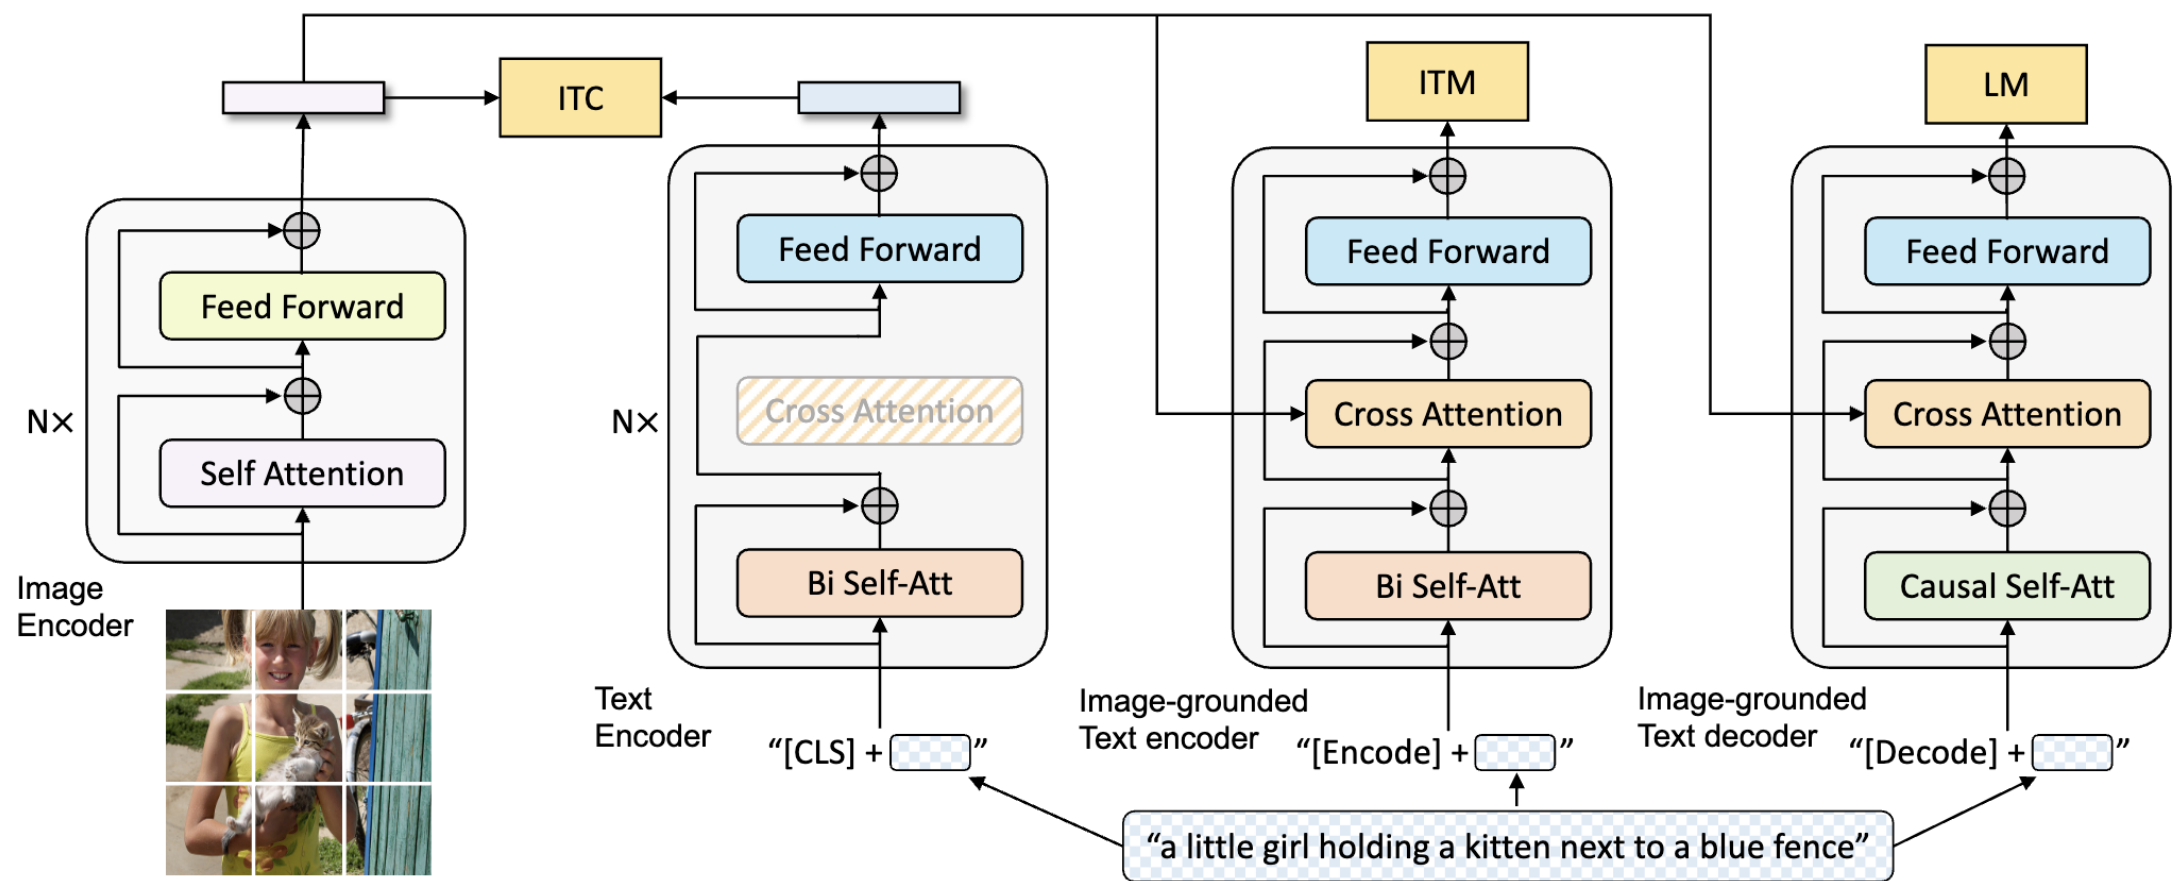 ITC
ITM
LM
Feed Forward
Self Attention
N×
Image
Encoder
Feed Forward
Cross Attention
Bi Self-Att
N×
Text
Encoder
“[CLS] + ”
Feed Forward
Cross Attention
Bi Self-Att
Image-grounded
Text encoder
“[Encode] + ”
Feed Forward
Cross Attention
Causal Self-Att
Image-grounded
Text decoder
“[Decode] + ”
“a little girl holding a kitten next to a blue fence”